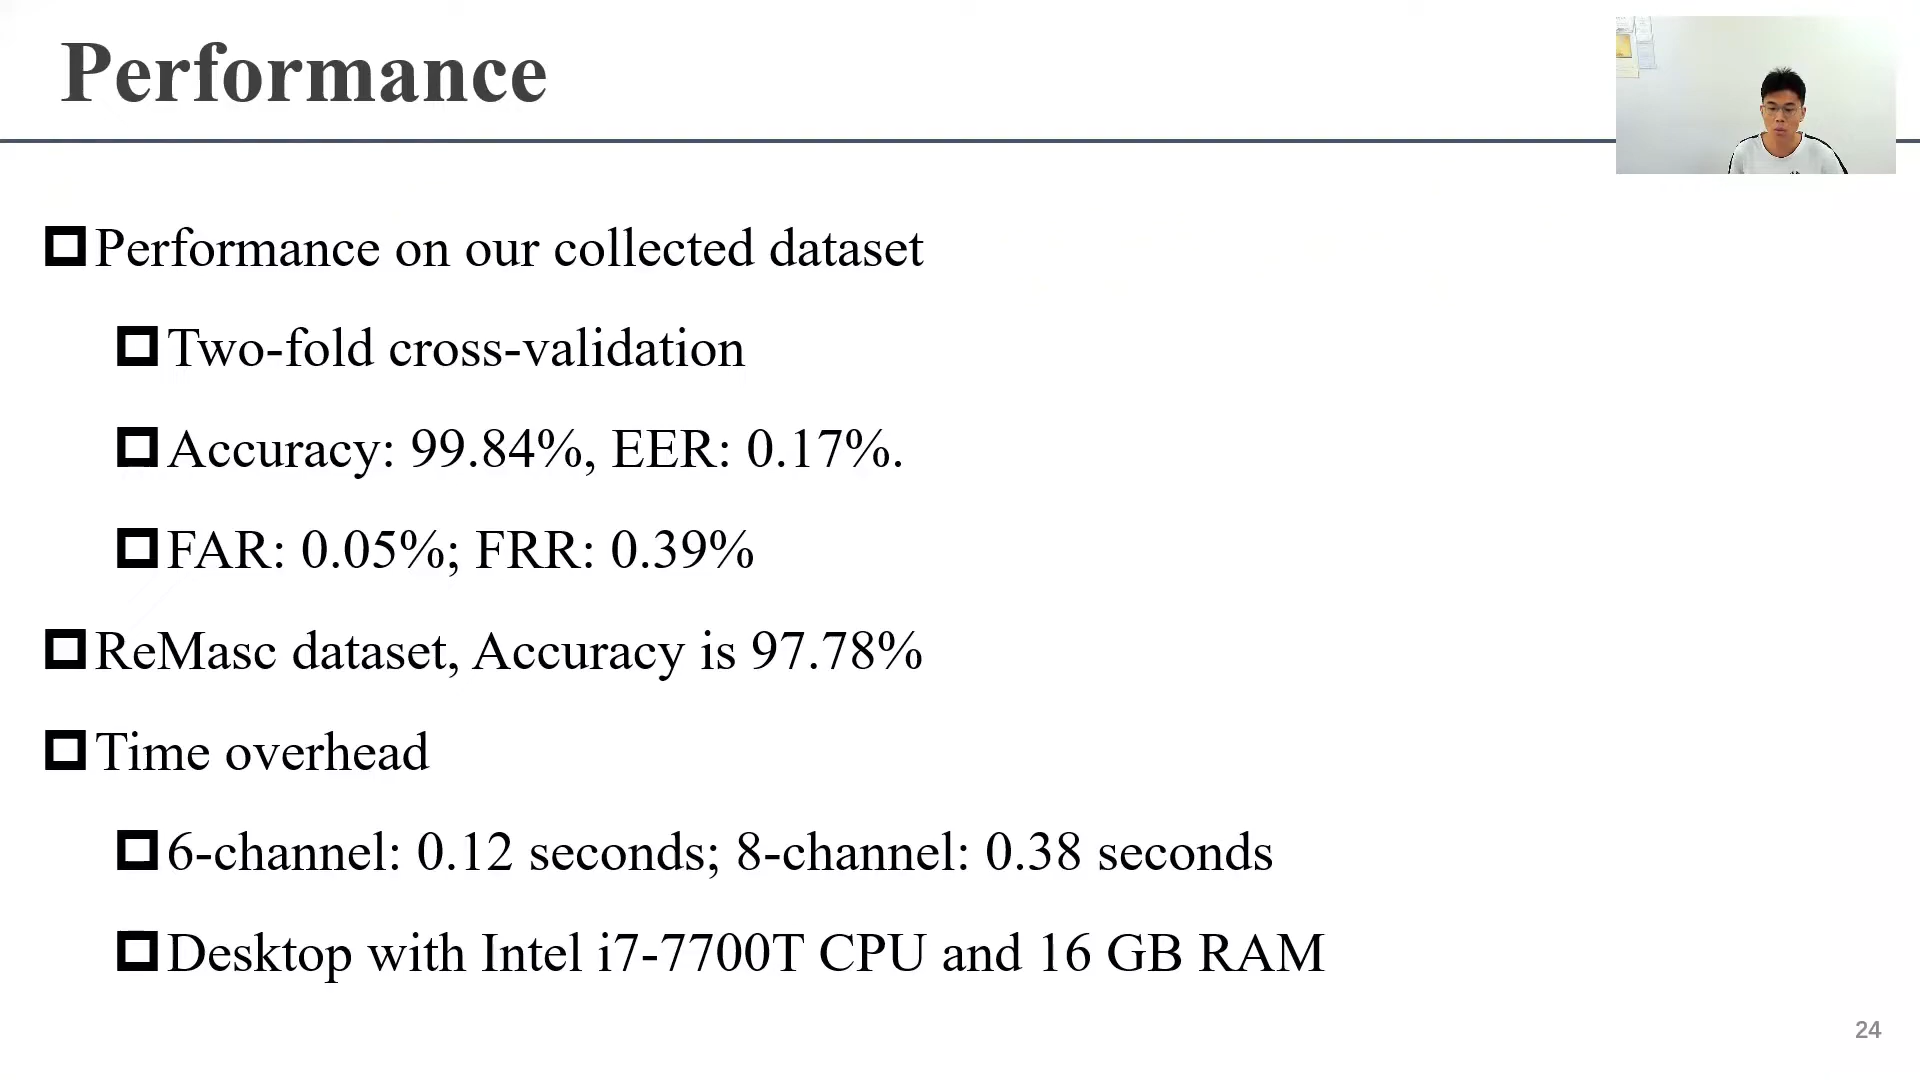 Performance
Performance on our collected dataset
Two-fold cross-validation
Accuracy: 99.84%, EER: 0.17%.
FAR: 0.05%; FRR: 0.39%
ReMasc dataset, Accuracy is 97.78%
Time overhead
6-channel: 0.12 seconds; 8-channel: 0.38 seconds
Desktop with Intel i7-7700T CPU and 16 GB RAM
24